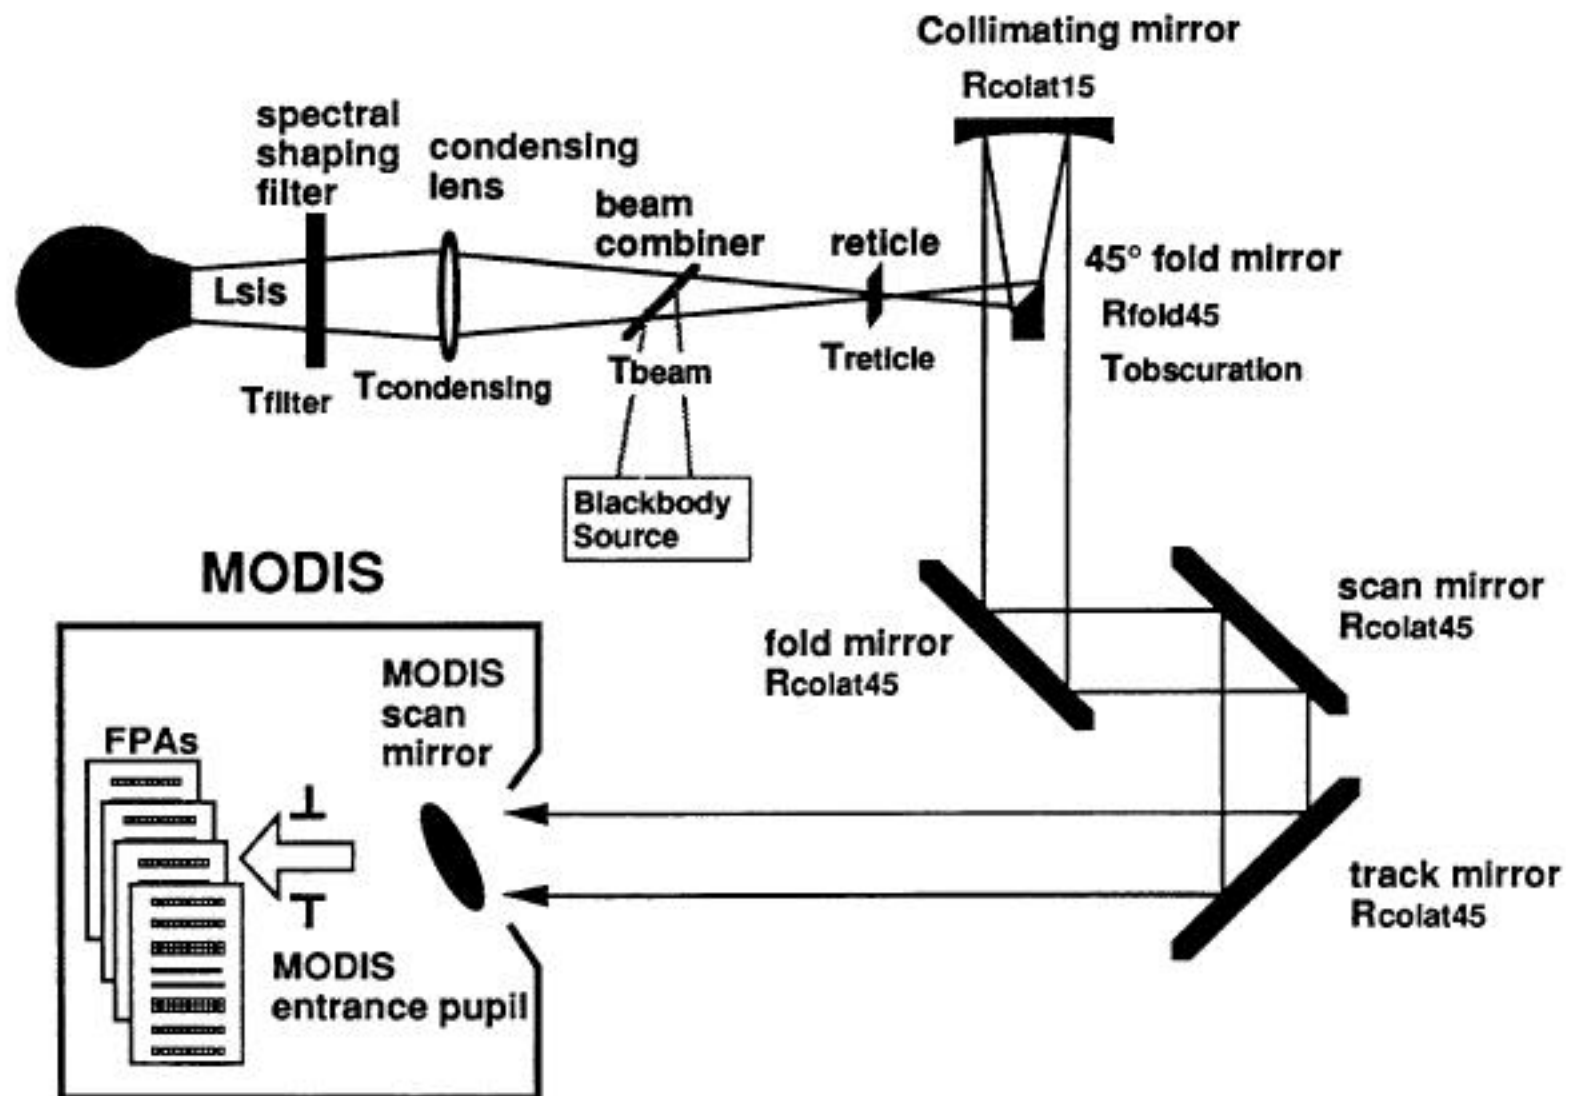 Collimating mirror
Rcolat15
spectral
shaping
filter
condensing
lens
beam
combiner
reticle
45° fold mirror
Rfold45
Tobscuration
Lsis
Tfilter
Tcondensing
Tbeam
Treticle
Blackbody
Source
MODIS
scan mirror
Rcolat45
fold mirror
Rcolat45
MODIS
scan
mirror
FPAs
track mirror
Rcolat45
MODIS
entrance pupil